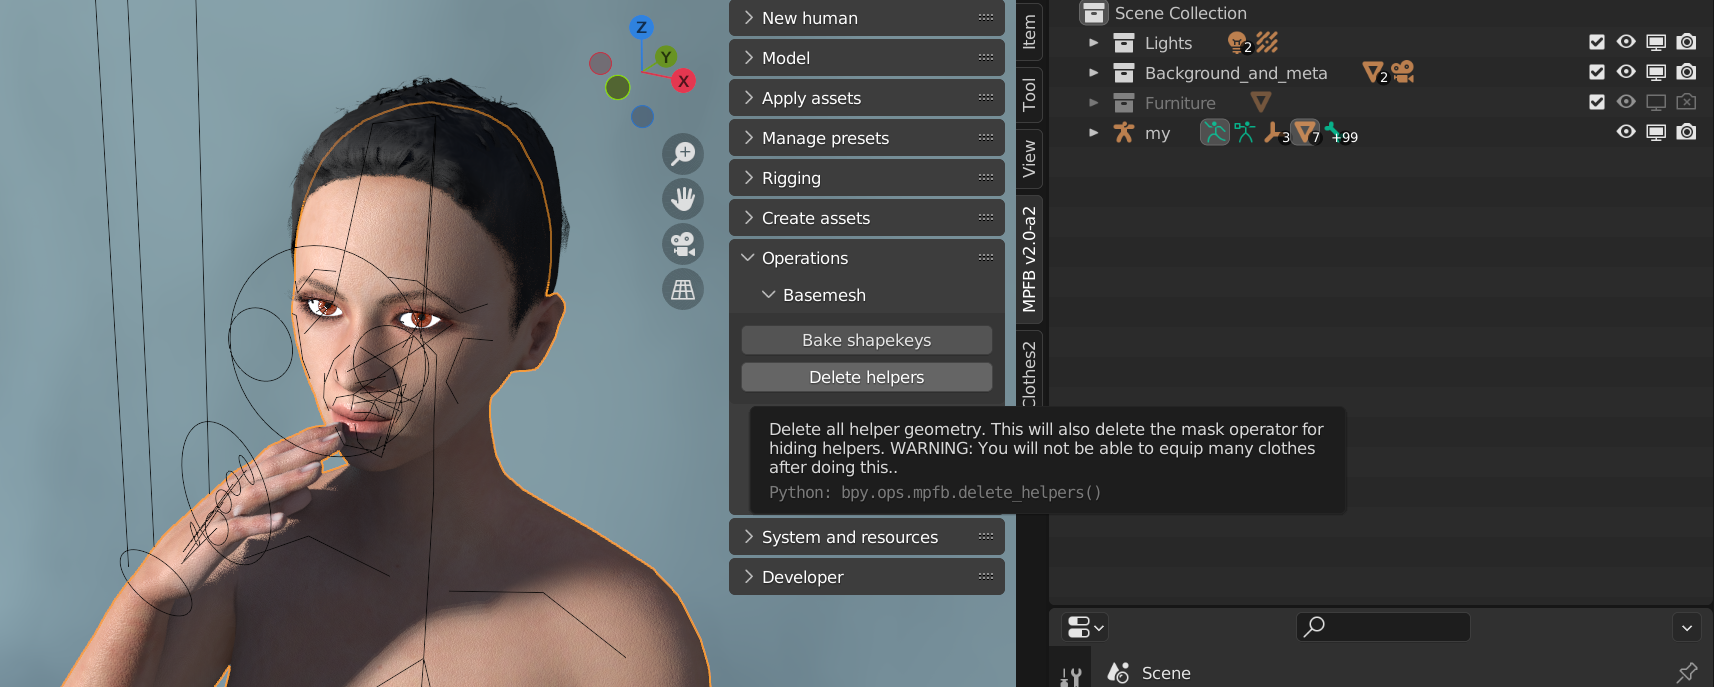 Z
Y
X
New human
Model
Apply assets
Manage presets
Rigging
Create assets
Operations
Basemesh
Bake shapekeys
Delete helpers
Delete all helper geometry. This will also delete the mask operator for
hiding helpers. WARNING: You will not be able to equip many clothes
after doing this..
Python: bpy.ops.mpfb.delete_helpers()
System and resources
Developer
Item
Tool
View
MPFB v2.0-a2
Clothes2
Scene Collection
Lights 2
Background_and_meta 2
Furniture
my 3 7 +99
Scene